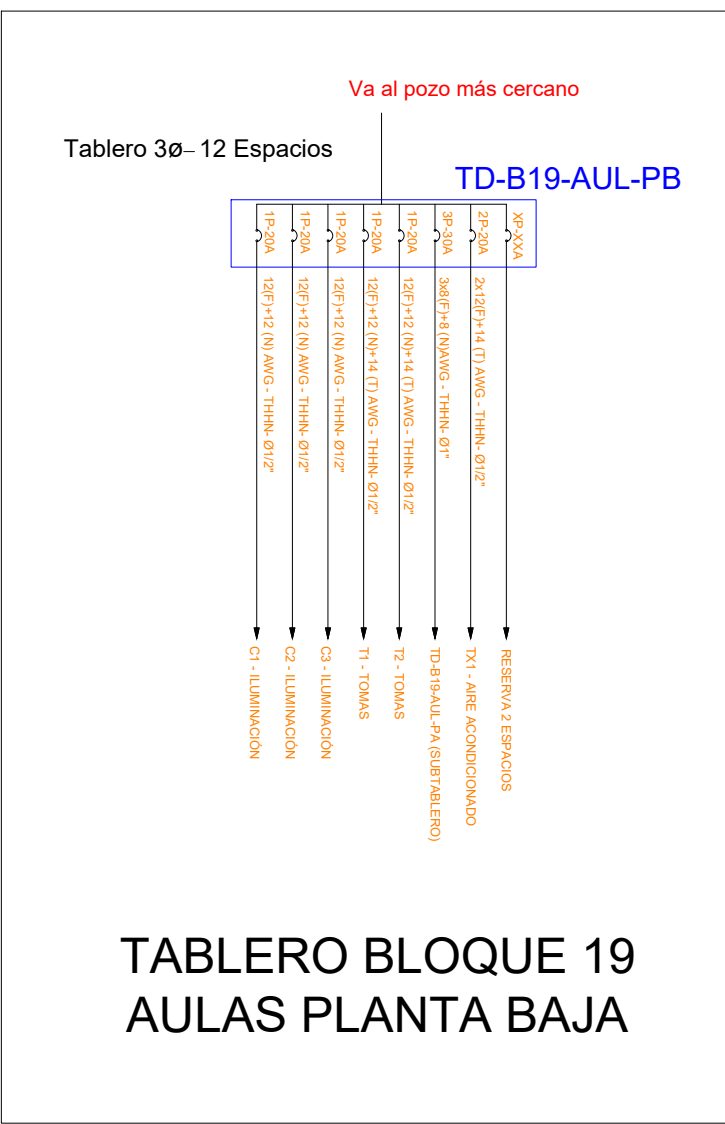 Va al pozo más cercano
Tablero 3ø– 12 Espacios
TD-B19-AUL-PB
1P-20A
1P-20A
1P-20A
1P-20A
1P-20A
3P-30A
2P-20A
XP-XXA
12(F)+12 (N) AWG - THHN- Ø1/2"
12(F)+12 (N) AWG - THHN- Ø1/2"
12(F)+12 (N) AWG - THHN- Ø1/2"
12(F)+12 (N)+14 (T) AWG - THHN- Ø1/2"
12(F)+12 (N)+14 (T) AWG - THHN- Ø1/2"
3x8(F)+8 (N)AWG - THHN- Ø1"
2x12(F)+14 (T) AWG - THHN- Ø1/2"
C1 - ILUMINACIÓN
C2 - ILUMINACIÓN
C3 - ILUMINACIÓN
T1 - TOMAS
T2 - TOMAS
TD-B19-AUL-PA (SUBTABLERO)
TX1 - AIRE ACONDICIONADO
RESERVA 2 ESPACIOS
TABLERO BLOQUE 19
AULAS PLANTA BAJA